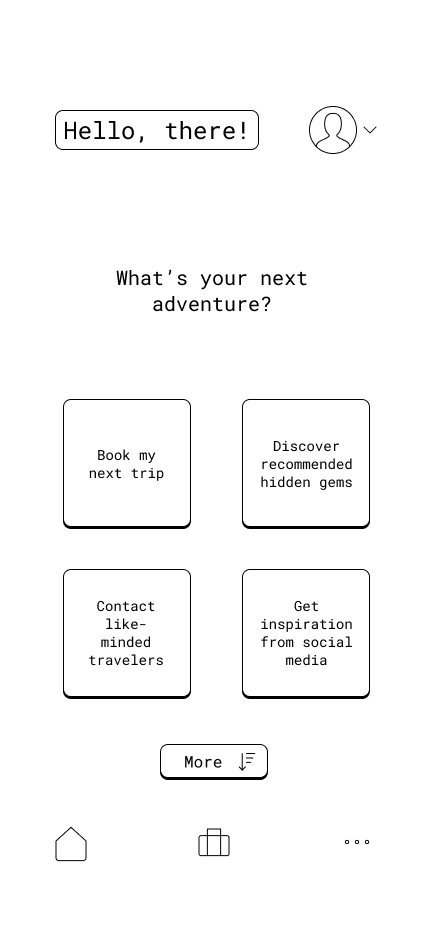 Hello, there!
What’s your next
adventure?
Book my
next trip
Discover
recommended
hidden gems
Contact
like-
minded
travelers
Get
inspiration
from social
media
More